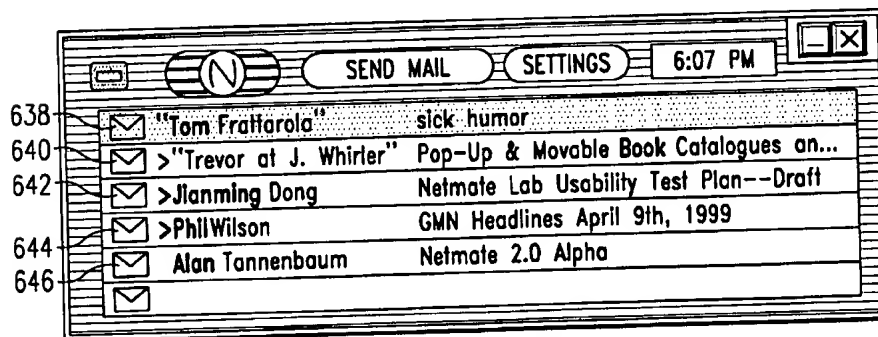 N SEND MAIL SETTINGS 6:07 PM
638 "Tom Frattarola" sick humor
640 >"Trevor at J. Whirler" Pop-Up & Movable Book Catalogues an...
642 >Jianming Dong Netmate Lab Usability Test Plan--Draft
644 >PhilWilson GMN Headlines April 9th, 1999
646 Alan Tannenbaum Netmate 2.0 Alpha